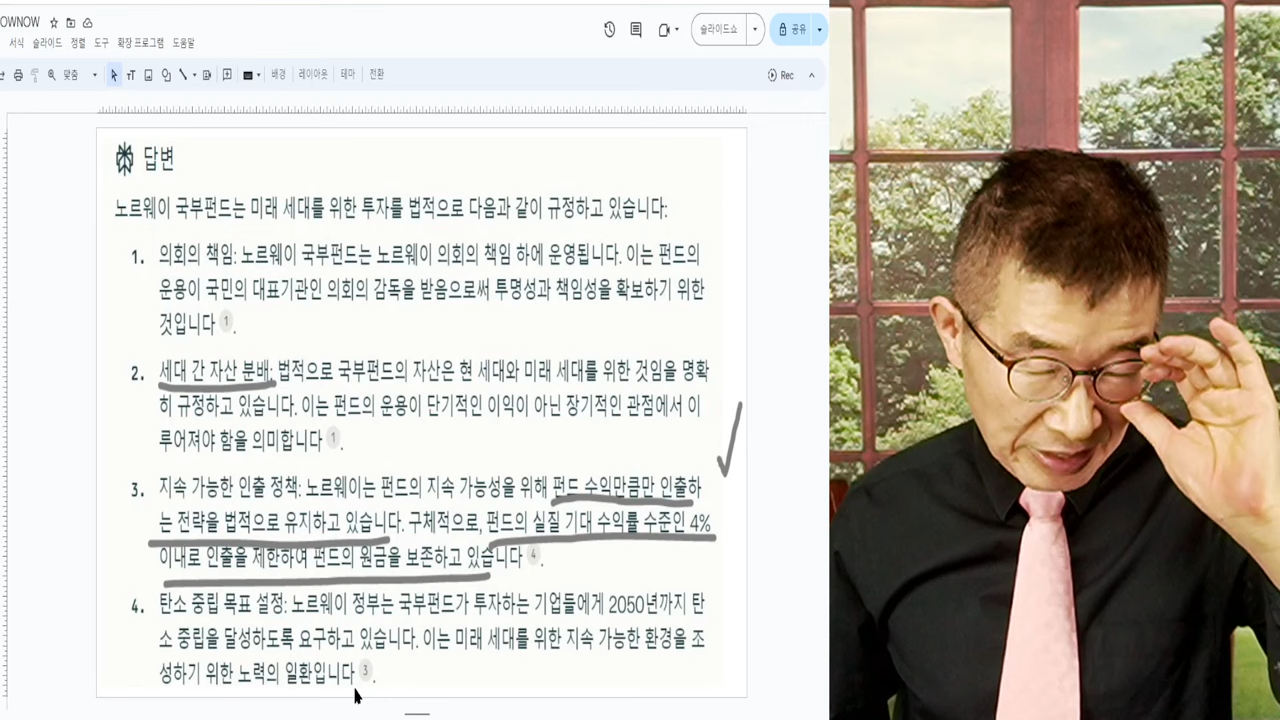 OWNOW
서식 슬라이드 정렬 도구 확장 프로그램 도움말
슬라이드쇼
공유
맞춤
배경 레이아웃 테마 전환
Rec
답변
노르웨이 국부펀드는 미래 세대를 위한 투자를 법적으로 다음과 같이 규정하고 있습니다:
1. 의회의 책임: 노르웨이 국부펀드는 노르웨이 의회의 책임 하에 운영됩니다. 이는 펀드의
운용이 국민의 대표기관인 의회의 감독을 받음으로써 투명성과 책임성을 확보하기 위한
것입니다 1.
2. 세대 간 자산 분배: 법적으로 국부펀드의 자산은 현 세대와 미래 세대를 위한 것임을 명확
히 규정하고 있습니다. 이는 펀드의 운용이 단기적인 이익이 아닌 장기적인 관점에서 이
루어져야 함을 의미합니다 1.
3. 지속 가능한 인출 정책: 노르웨이는 펀드의 지속 가능성을 위해 펀드 수익만큼만 인출하
는 전략을 법적으로 유지하고 있습니다. 구체적으로, 펀드의 실질 기대 수익률 수준인 4%
이내로 인출을 제한하여 펀드의 원금을 보존하고 있습니다 4.
4. 탄소 중립 목표 설정: 노르웨이 정부는 국부펀드가 투자하는 기업들에게 2050년까지 탄
소 중립을 달성하도록 요구하고 있습니다. 이는 미래 세대를 위한 지속 가능한 환경을 조
성하기 위한 노력의 일환입니다 3.